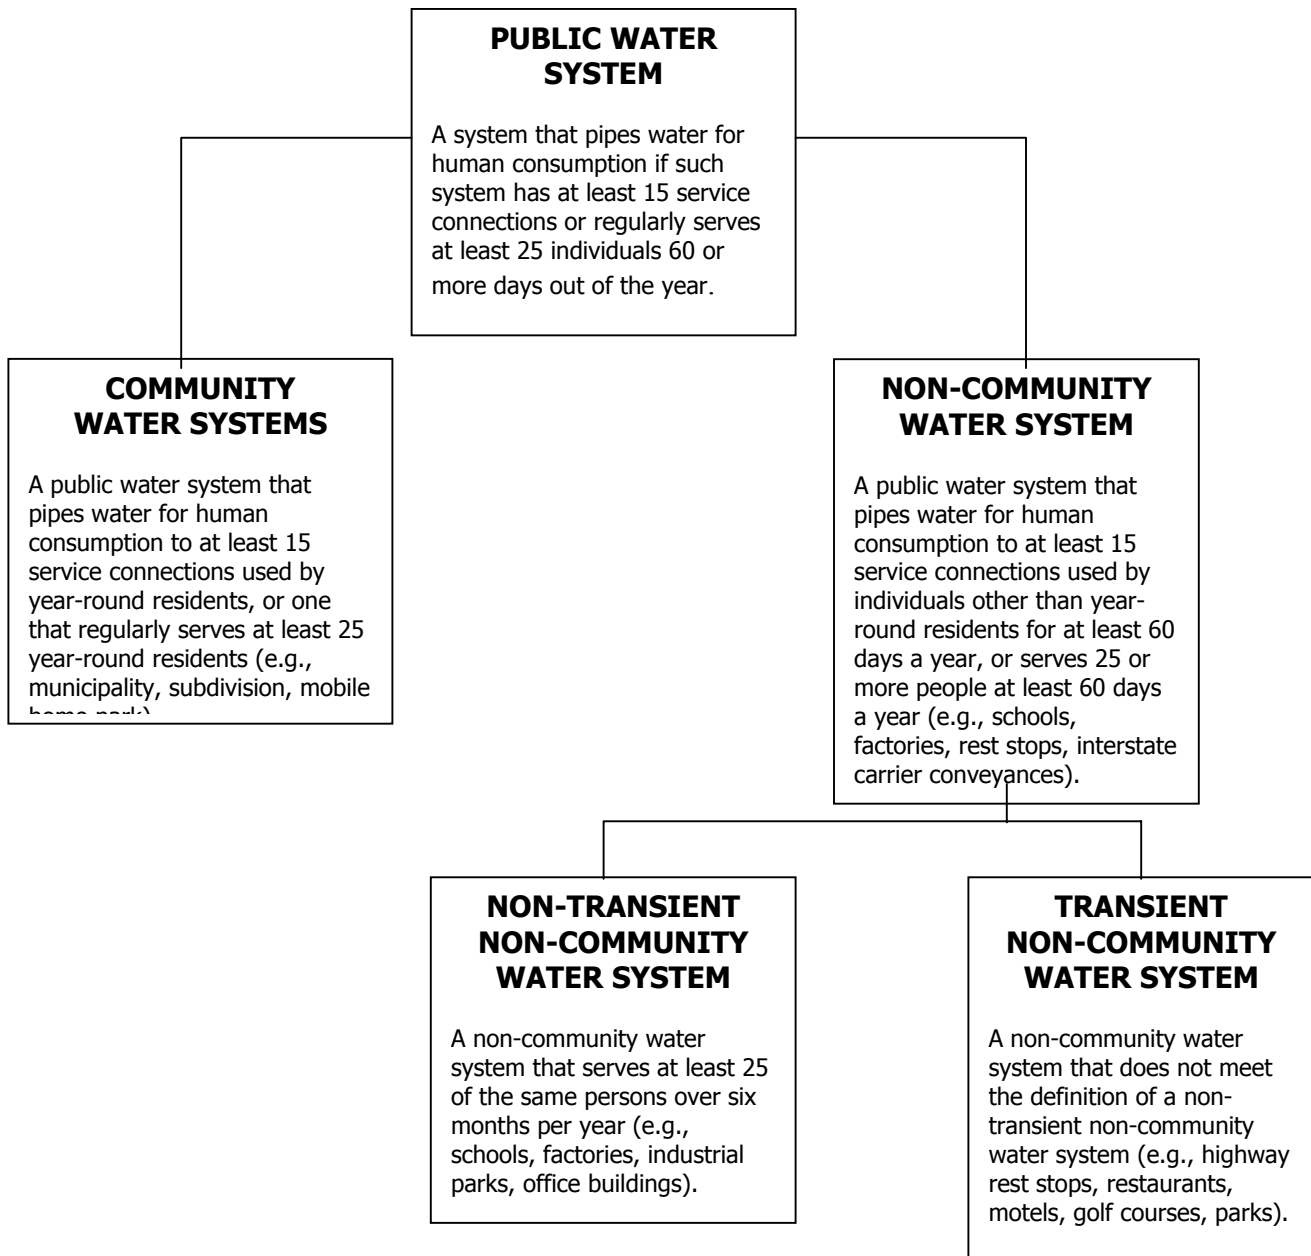 PUBLIC WATER
SYSTEM
A system that pipes water for
human consumption if such
system has at least 15 service
connections or regularly serves
at least 25 individuals 60 or
more days out of the year.
COMMUNITY
WATER SYSTEMS
A public water system that
pipes water for human
consumption to at least 15
service connections used by
year-round residents, or one
that regularly serves at least 25
year-round residents (e.g.,
municipality, subdivision, mobile
home park)
NON-COMMUNITY
WATER SYSTEM
A public water system that
pipes water for human
consumption to at least 15
service connections used by
individuals other than year-
round residents for at least 60
days a year, or serves 25 or
more people at least 60 days
a year (e.g., schools,
factories, rest stops, interstate
carrier conveyances).
NON-TRANSIENT
NON-COMMUNITY
WATER SYSTEM
A non-community water
system that serves at least 25
of the same persons over six
months per year (e.g.,
schools, factories, industrial
parks, office buildings).
TRANSIENT
NON-COMMUNITY
WATER SYSTEM
A non-community water
system that does not meet
the definition of a non-
transient non-community
water system (e.g., highway
rest stops, restaurants,
motels, golf courses, parks).